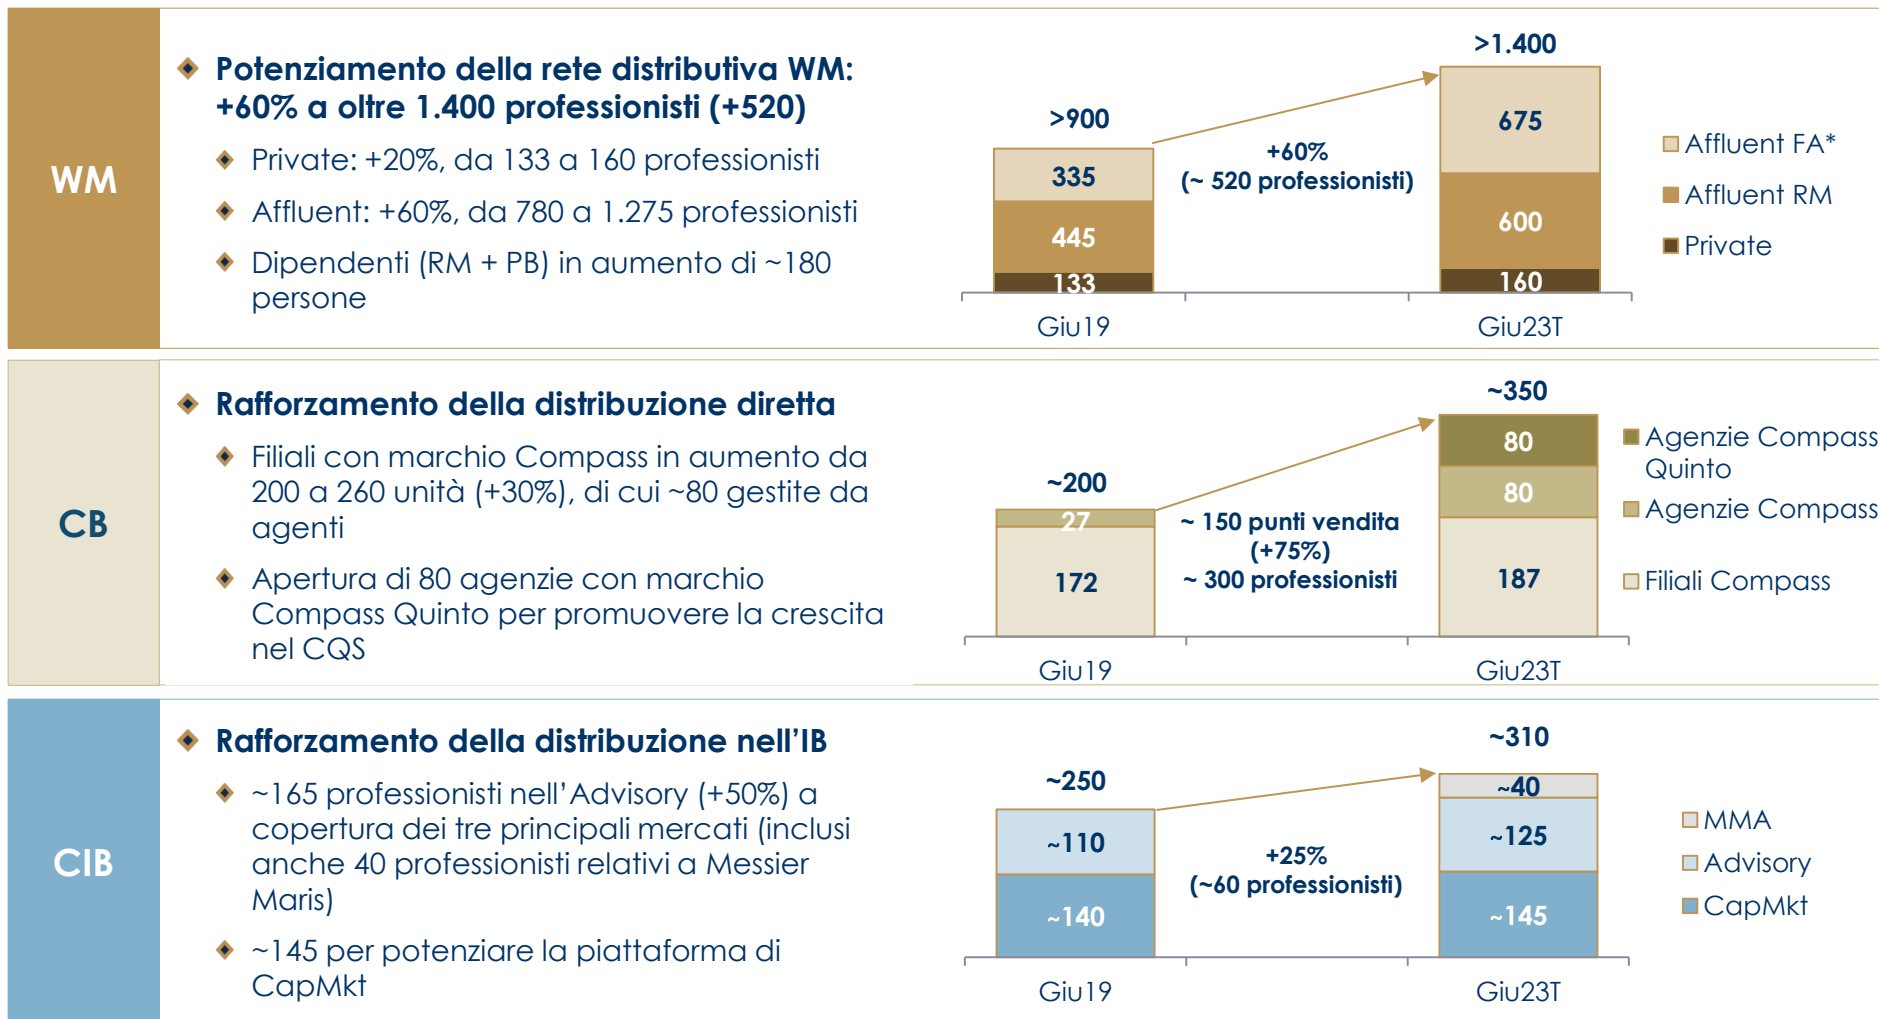 WM
Potenziamento della rete distributiva WM:
+60% a oltre 1.400 professionisti (+520)
Private: +20%, da 133 a 160 professionisti
Affluent: +60%, da 780 a 1.275 professionisti
Dipendenti (RM + PB) in aumento di ~180
persone
>900
335
445
133
Giu19
+60%
(~ 520 professionisti)
>1.400
675
600
160
Giu23T
Affluent FA*
Affluent RM
Private
CB
Rafforzamento della distribuzione diretta
Filiali con marchio Compass in aumento da
200 a 260 unità (+30%), di cui ~80 gestite da
agenti
Apertura di 80 agenzie con marchio
Compass Quinto per promuovere la crescita
nel CQS
~200
27
172
Giu19
~ 150 punti vendita
(+75%)
~ 300 professionisti
~350
80
80
187
Giu23T
Agenzie Compass
Quinto
Agenzie Compass
Filiali Compass
CIB
Rafforzamento della distribuzione nell'IB
~165 professionisti nell'Advisory (+50%) a
copertura dei tre principali mercati (inclusi
anche 40 professionisti relativi a Messier
Maris)
~145 per potenziare la piattaforma di
CapMkt
~250
~110
~140
Giu19
+25%
(~60 professionisti)
~310
~40
~125
~145
Giu23T
MMA
Advisory
CapMkt